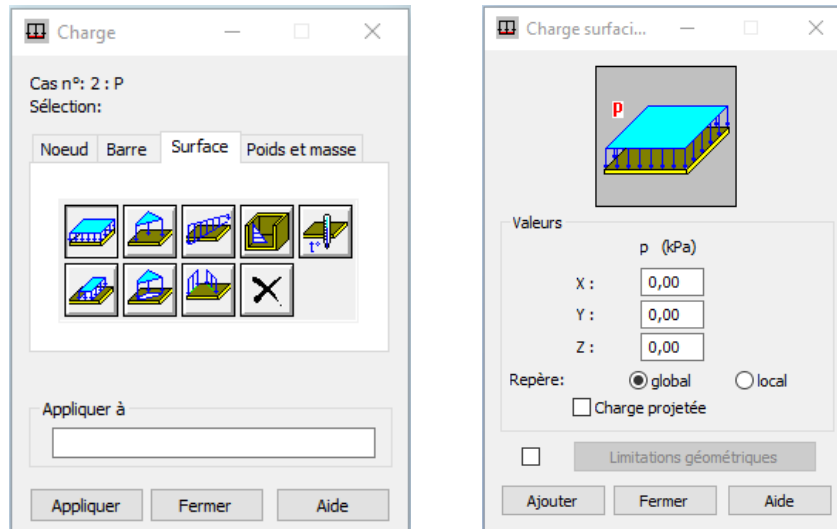 Charge
Cas n°: 2 : P
Sélection:
Noeud Barre Surface Poids et masse
t°
Appliquer à
Appliquer Fermer Aide
Charge surfaci...
p
Valeurs
p (kPa)
X : 0,00
Y : 0,00
Z : 0,00
Repère: global local
Charge projetée
Limitations géométriques
Ajouter Fermer Aide